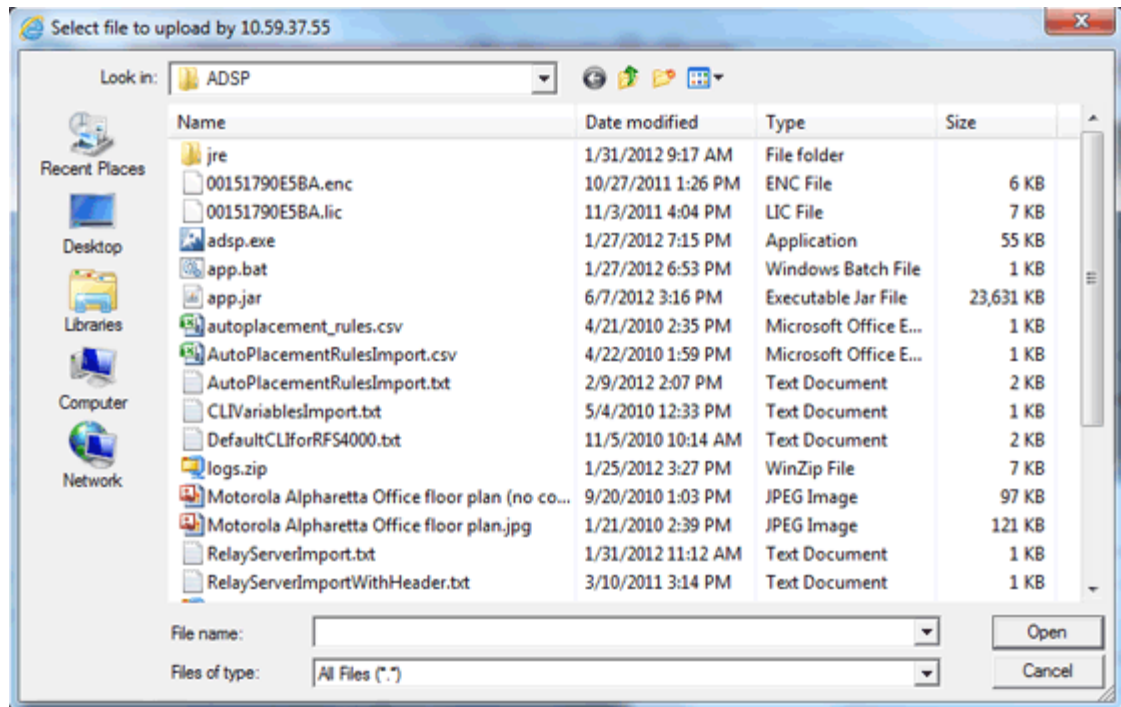 Select file to upload by 10.59.37.55
Look in: ADSP
Name Date modified Type Size
jre 1/31/2012 9:17 AM File folder
00151790E5BA.enc 10/27/2011 1:26 PM ENC File 6 KB
00151790E5BA.lic 11/3/2011 4:04 PM LIC File 7 KB
adsp.exe 1/27/2012 7:15 PM Application 55 KB
app.bat 1/27/2012 6:53 PM Windows Batch File 1 KB
app.jar 6/7/2012 3:16 PM Executable Jar File 23,631 KB
autoplacement_rules.csv 4/21/2010 2:35 PM Microsoft Office E... 1 KB
AutoPlacementRulesImport.csv 4/22/2010 1:59 PM Microsoft Office E... 1 KB
AutoPlacementRulesImport.txt 2/9/2012 2:07 PM Text Document 2 KB
CLIVariablesImport.txt 5/4/2010 12:33 PM Text Document 1 KB
DefaultCLIforRFS4000.txt 11/5/2010 10:14 AM Text Document 2 KB
logs.zip 1/25/2012 3:27 PM WinZip File 7 KB
Motorola Alpharetta Office floor plan (no co... 9/20/2010 1:03 PM JPEG Image 97 KB
Motorola Alpharetta Office floor plan.jpg 1/21/2010 2:39 PM JPEG Image 121 KB
RelayServerImport.txt 1/31/2012 11:12 AM Text Document 1 KB
RelayServerImportWithHeader.txt 3/10/2011 3:14 PM Text Document 1 KB
Recent Places
Desktop
Libraries
Computer
Network
File name: Open
Files of type: All Files (*.*) Cancel